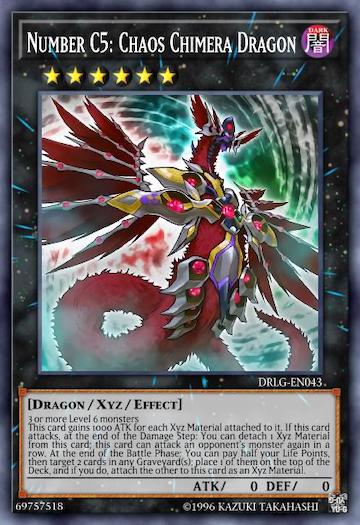 NUMBER C5: CHAOS CHIMERA DRAGON
DARK
闇
DRLG-EN043
[DRAGON/XYZ/EFFECT]
3 or more Level 6 monsters
This card gains 1000 ATK for each Xyz Material attached to it. If this card
attacks, at the end of the Damage Step: You can detach 1 Xyz Material
from this card; this card can attack an opponent's monster again in a
row. At the end of the Battle Phase: You can pay half your Life Points,
then target 2 cards in any Graveyard(s); place 1 of them on the top of the
Deck, and if you do, attach the other to this card as an Xyz Material.
ATK/ 0 DEF/ 0
69757518 ©1996 KAZUKI TAKAHASHI